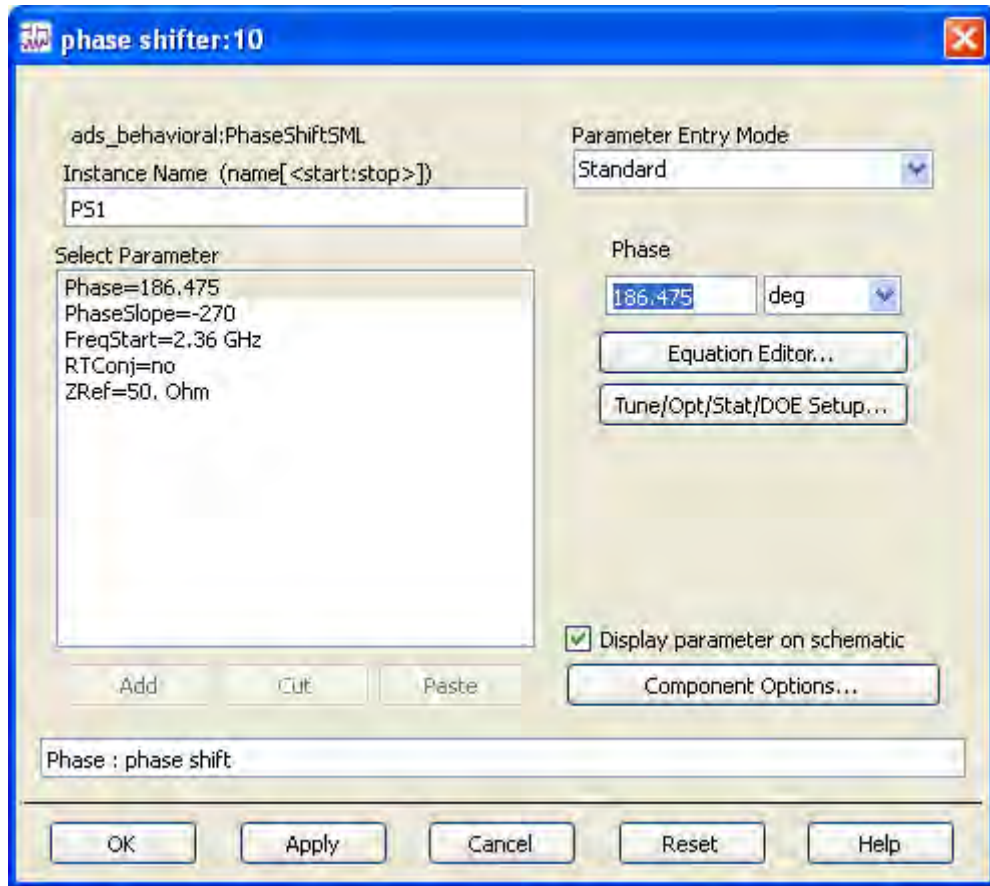 phase shifter:10
ads_behavioral:PhaseShiftSML
Instance Name (name[<start:stop>])
PS1
Select Parameter
Phase=186.475
PhaseSlope=-270
FreqStart=2.36 GHz
RTConj=no
ZRef=50. Ohm
Add Cut Paste
Parameter Entry Mode
Standard
Phase
186.475 deg
Equation Editor...
Tune/Opt/Stat/DOE Setup...
Display parameter on schematic
Component Options...
Phase : phase shift
OK Apply Cancel Reset Help